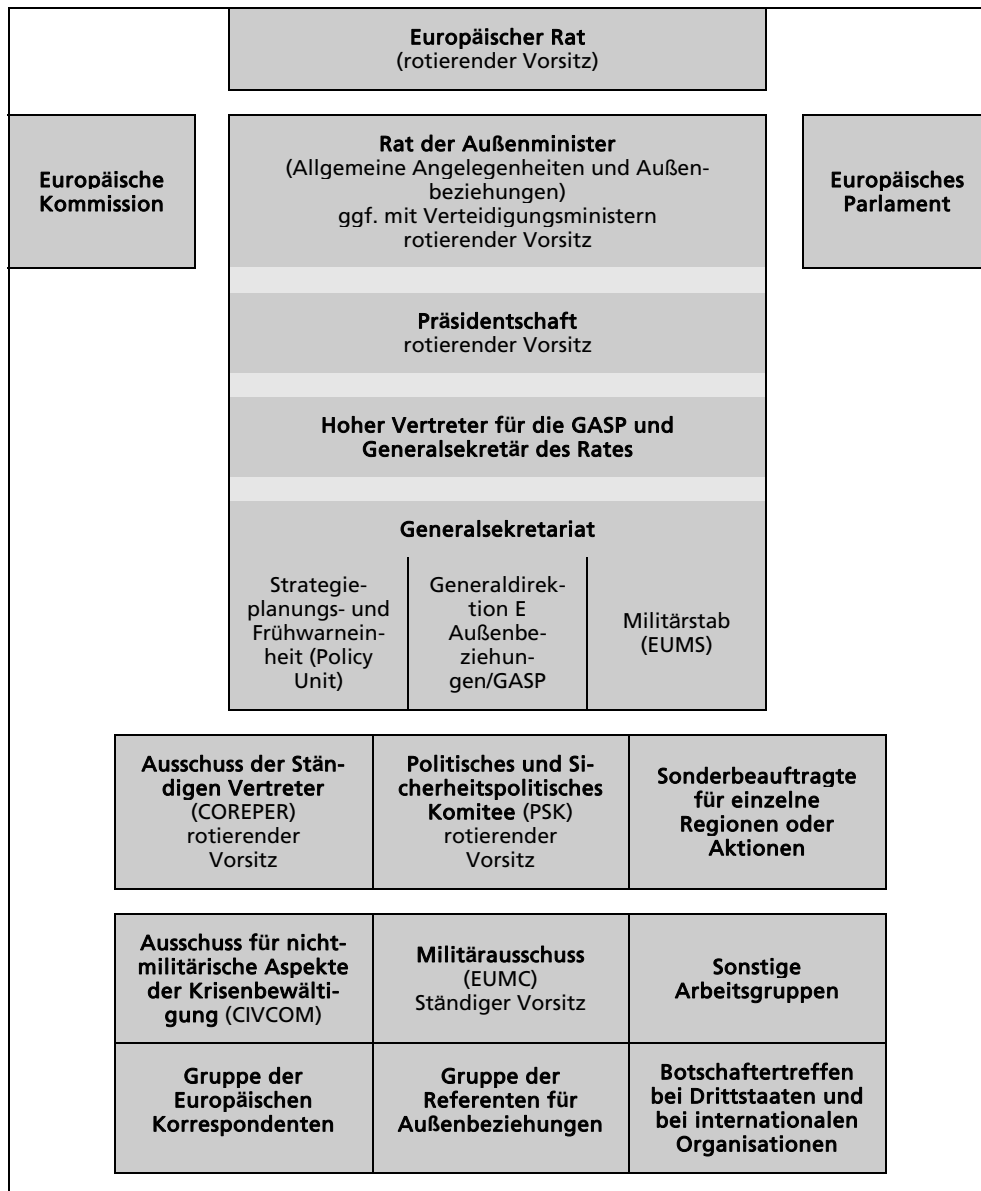 Europäischer Rat
(rotierender Vorsitz)
Europäische
Kommission
Rat der Außenminister
(Allgemeine Angelegenheiten und Außen-
beziehungen)
ggf. mit Verteidigungsministern
rotierender Vorsitz
Europäisches
Parlament
Präsidentschaft
rotierender Vorsitz
Hoher Vertreter für die GASP und
Generalsekretär des Rates
Generalsekretariat
Strategie-
planungs- und
Frühwarnein-
heit (Policy
Unit)
Generaldirek-
tion E
Außenbe-
ziehun-
gen/GASP
Militärstab
(EUMS)
Ausschuss der Stän-
digen Vertreter
(COREPER)
rotierender
Vorsitz
Politisches und Si-
cherheitspolitisches
Komitee (PSK)
rotierender
Vorsitz
Sonderbeauftragte
für einzelne
Regionen oder
Aktionen
Ausschuss für nicht-
militärische Aspekte
der Krisenbewälti-
gung (CIVCOM)
Militärausschuss
(EUMC)
Ständiger Vorsitz
Sonstige
Arbeitsgruppen
Gruppe der
Europäischen
Korrespondenten
Gruppe der
Referenten für
Außenbeziehungen
Botschaftertreffen
bei Drittstaaten und
bei internationalen
Organisationen